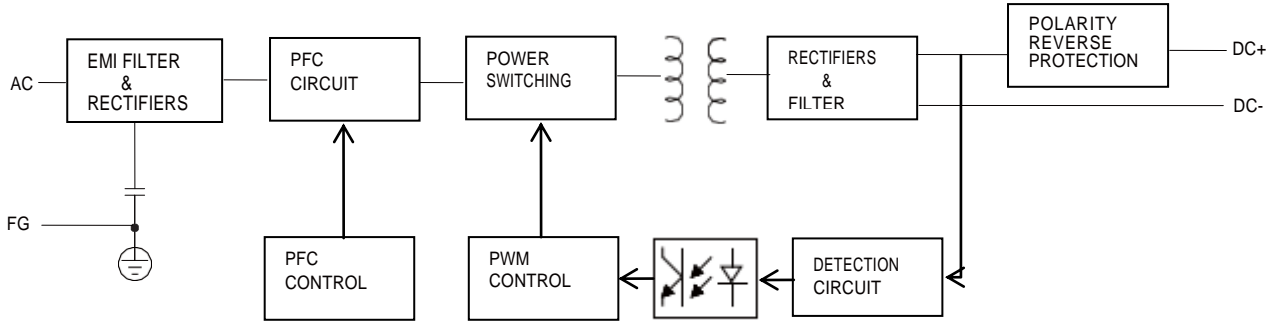 AC
EMI FILTER
&
RECTIFIERS
PFC
CIRCUIT
POWER
SWITCHING
RECTIFIERS
&
FILTER
POLARITY
REVERSE
PROTECTION
DC+
DC-
FG
PFC
CONTROL
PWM
CONTROL
DETECTION
CIRCUIT